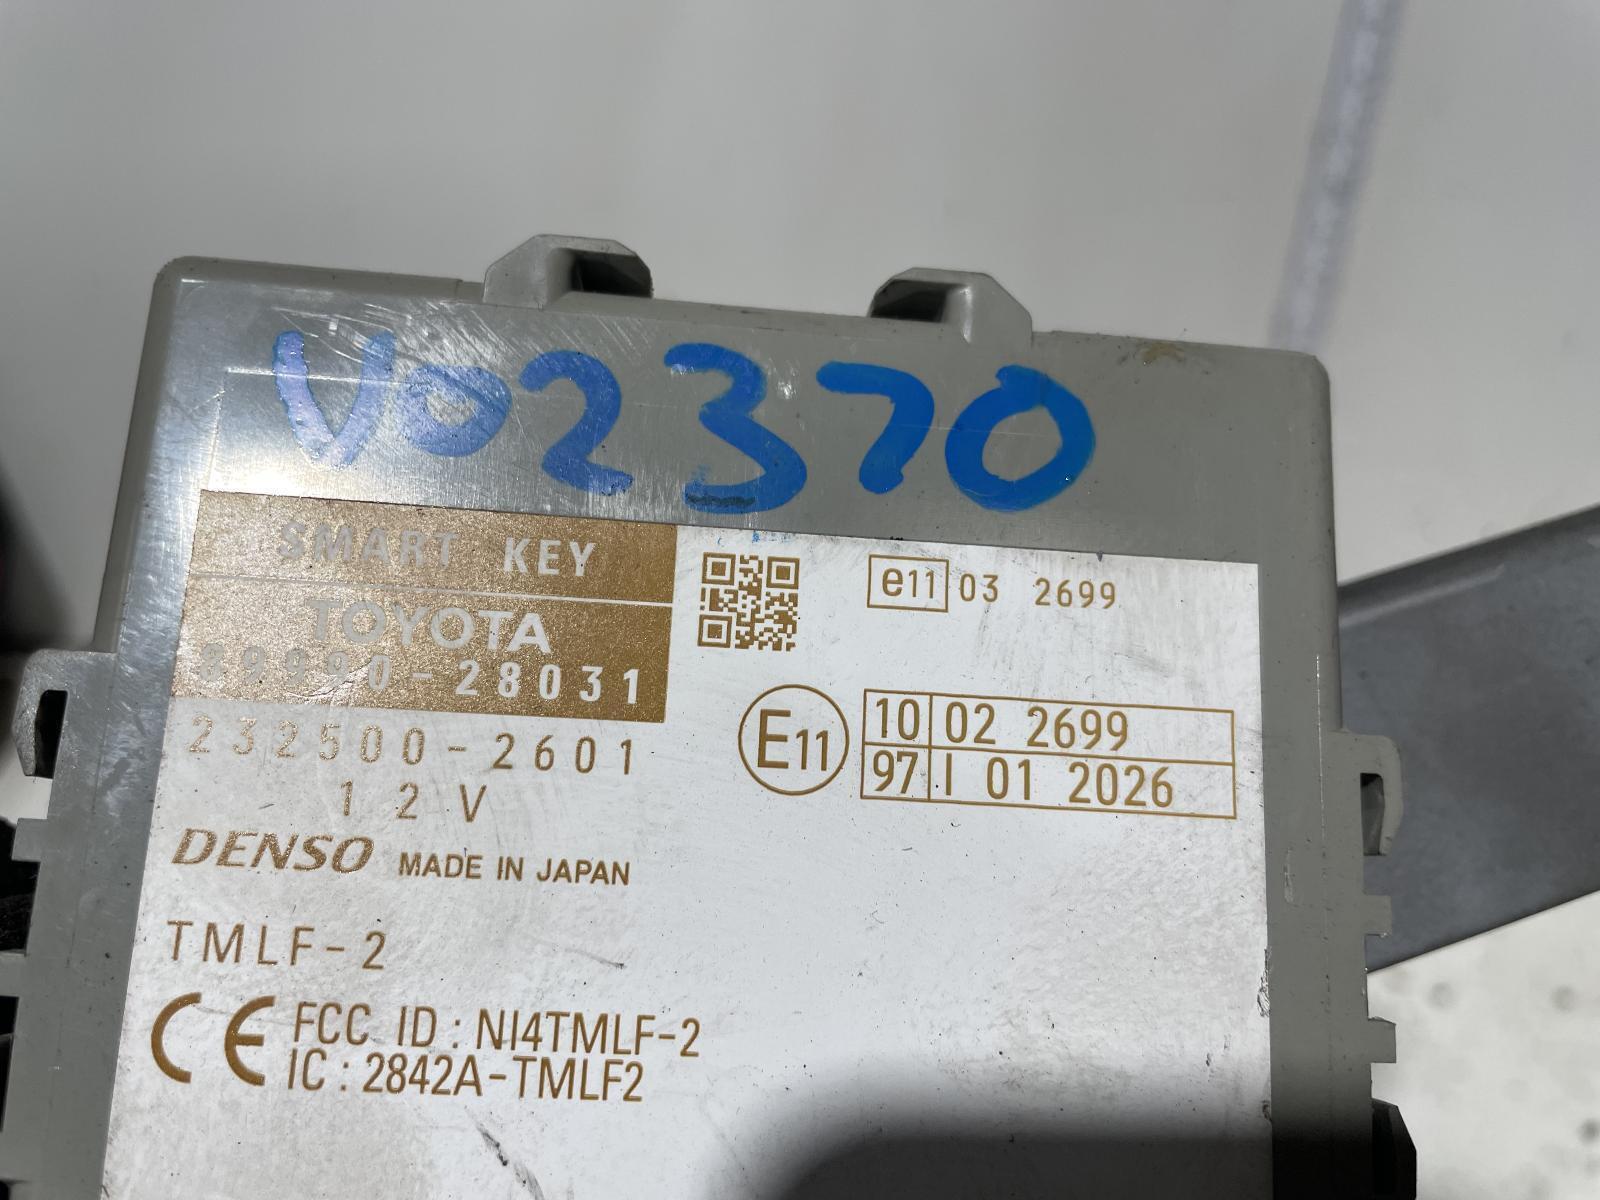 V02370
SMART KEY
TOYOTA
89990-28031
232500-2601
12V
DENSO MADE IN JAPAN
TMLF-2
CE FCC ID : NI4TMLF-2
IC : 2842A-TMLF2
e11 03 2699
E11 10 02 2699
97 I 01 2026